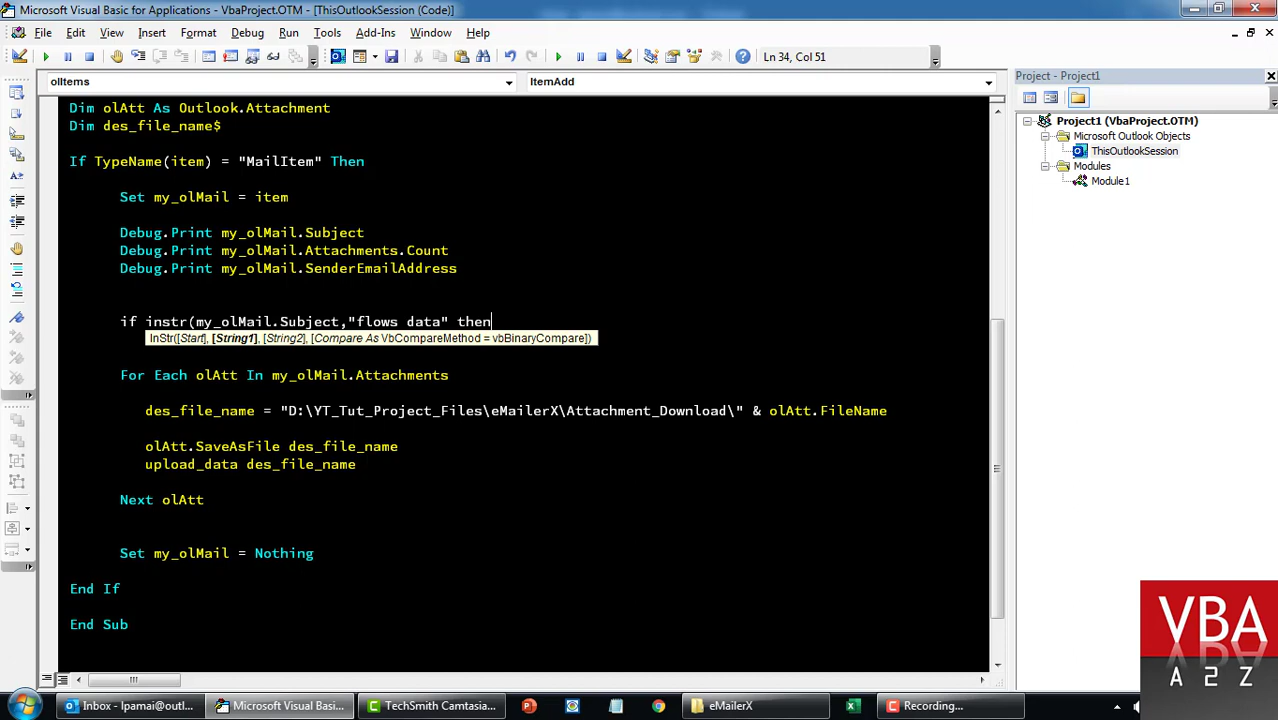 Microsoft Visual Basic for Applications - VbaProject.OTM - [ThisOutlookSession (Code)]
File Edit View Insert Format Debug Run Tools Add-Ins Window Help
Ln 34, Col 51
olItems ItemAdd
Dim olAtt As Outlook.Attachment
Dim des_file_name$
If TypeName(item) = "MailItem" Then
Set my_olMail = item
Debug.Print my_olMail.Subject
Debug.Print my_olMail.Attachments.Count
Debug.Print my_olMail.SenderEmailAddress
if instr(my_olMail.Subject,"flows data" then
InStr([Start], [String1], [String2], [Compare As VbCompareMethod = vbBinaryCompare])
For Each olAtt In my_olMail.Attachments
des_file_name = "D:\YT_Tut_Project_Files\eMailerX\Attachment_Download\" & olAtt.FileName
olAtt.SaveAsFile des_file_name
upload_data des_file_name
Next olAtt
Set my_olMail = Nothing
End If
End Sub
Project - Project1
Project1 (VbaProject.OTM)
Microsoft Outlook Objects
ThisOutlookSession
Modules
Module1
VBA
A 2 Z
Inbox - lpamai@outl... Microsoft Visual Basi... TechSmith Camtasia... eMailerX Recording...